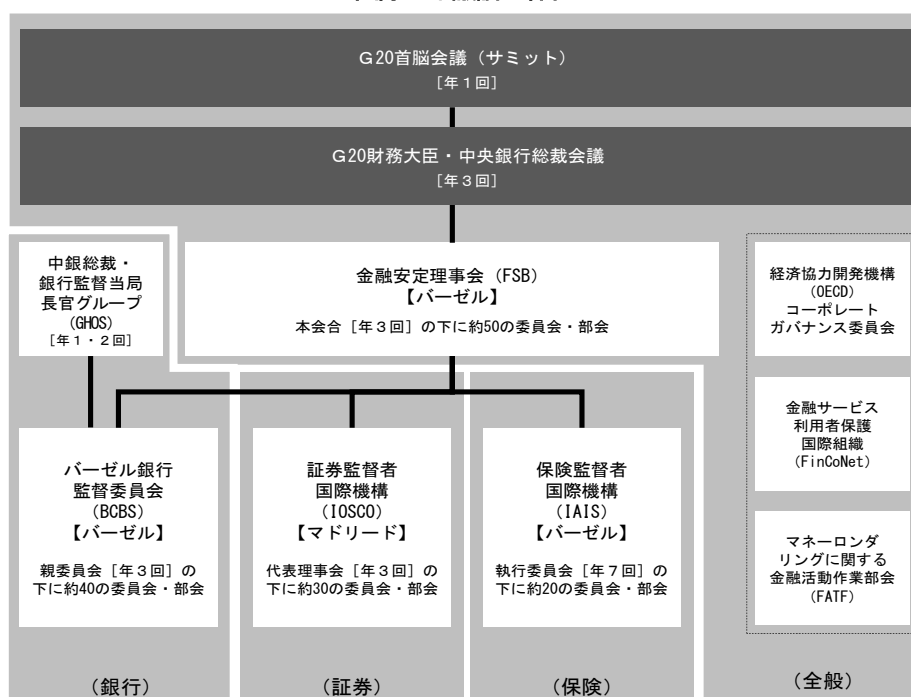 G20首脳会議（サミット）
[年1回]
G20財務大臣・中央銀行総裁会議
[年3回]
中銀総裁・
銀行監督当局
長官グループ
(GHOS)
[年1・2回]
金融安定理事会(FSB)
【バーゼル】
本会合[年3回]の下に約50の委員会・部会
経済協力開発機構
(OECD)
コーポレート
ガバナンス委員会
金融サービス
利用者保護
国際組織
(FinCoNet)
マネーロンダ
リングに関する
金融活動作業部会
(FATF)
バーゼル銀行
監督委員会
(BCBS)
【バーゼル】
親委員会[年3回]の
下に約40の委員会・部会
証券監督者
国際機構
(IOSCO)
【マドリード】
代表理事会[年3回]の
下に約30の委員会・部会
保険監督者
国際機構
(IAIS)
【バーゼル】
執行委員会[年7回]の
下に約20の委員会・部会
（銀行）
（証券）
（保険）
（全般）